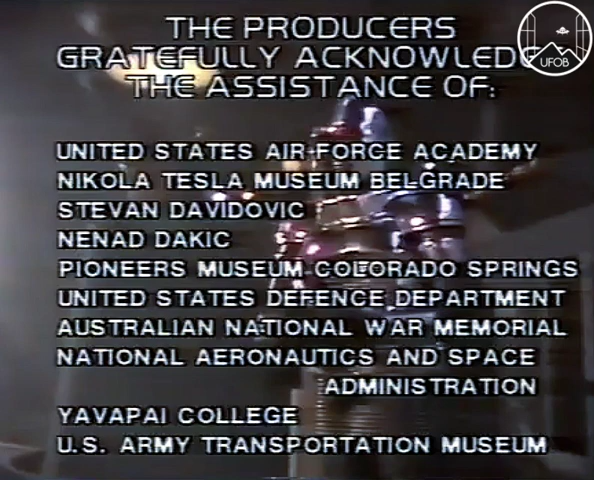 THE PRODUCERS
GRATEFULLY ACKNOWLEDGE
THE ASSISTANCE OF:
UFOB
UNITED STATES AIR FORCE ACADEMY
NIKOLA TESLA MUSEUM BELGRADE
STEVAN DAVIDOVIC
NENAD DAKIC
PIONEERS MUSEUM COLORADO SPRINGS
UNITED STATES DEFENCE DEPARTMENT
AUSTRALIAN NATIONAL WAR MEMORIAL
NATIONAL AERONAUTICS AND SPACE
ADMINISTRATION
YAVAPAI COLLEGE
U.S. ARMY TRANSPORTATION MUSEUM